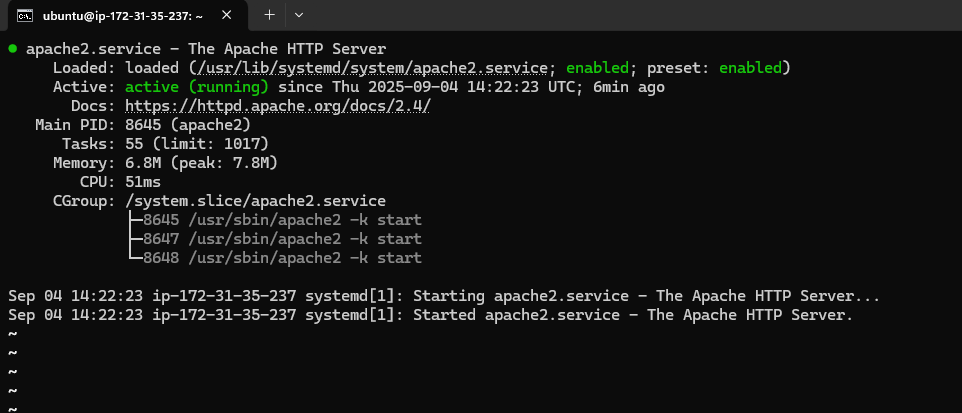 ubuntu@ip-172-31-35-237: ~
● apache2.service - The Apache HTTP Server
     Loaded: loaded (/usr/lib/systemd/system/apache2.service; enabled; preset: enabled)
     Active: active (running) since Thu 2025-09-04 14:22:23 UTC; 6min ago
       Docs: https://httpd.apache.org/docs/2.4/
   Main PID: 8645 (apache2)
      Tasks: 55 (limit: 1017)
     Memory: 6.8M (peak: 7.8M)
        CPU: 51ms
     CGroup: /system.slice/apache2.service
             ├─8645 /usr/sbin/apache2 -k start
             ├─8647 /usr/sbin/apache2 -k start
             └─8648 /usr/sbin/apache2 -k start

Sep 04 14:22:23 ip-172-31-35-237 systemd[1]: Starting apache2.service - The Apache HTTP Server...
Sep 04 14:22:23 ip-172-31-35-237 systemd[1]: Started apache2.service - The Apache HTTP Server.
~
~
~
~
~